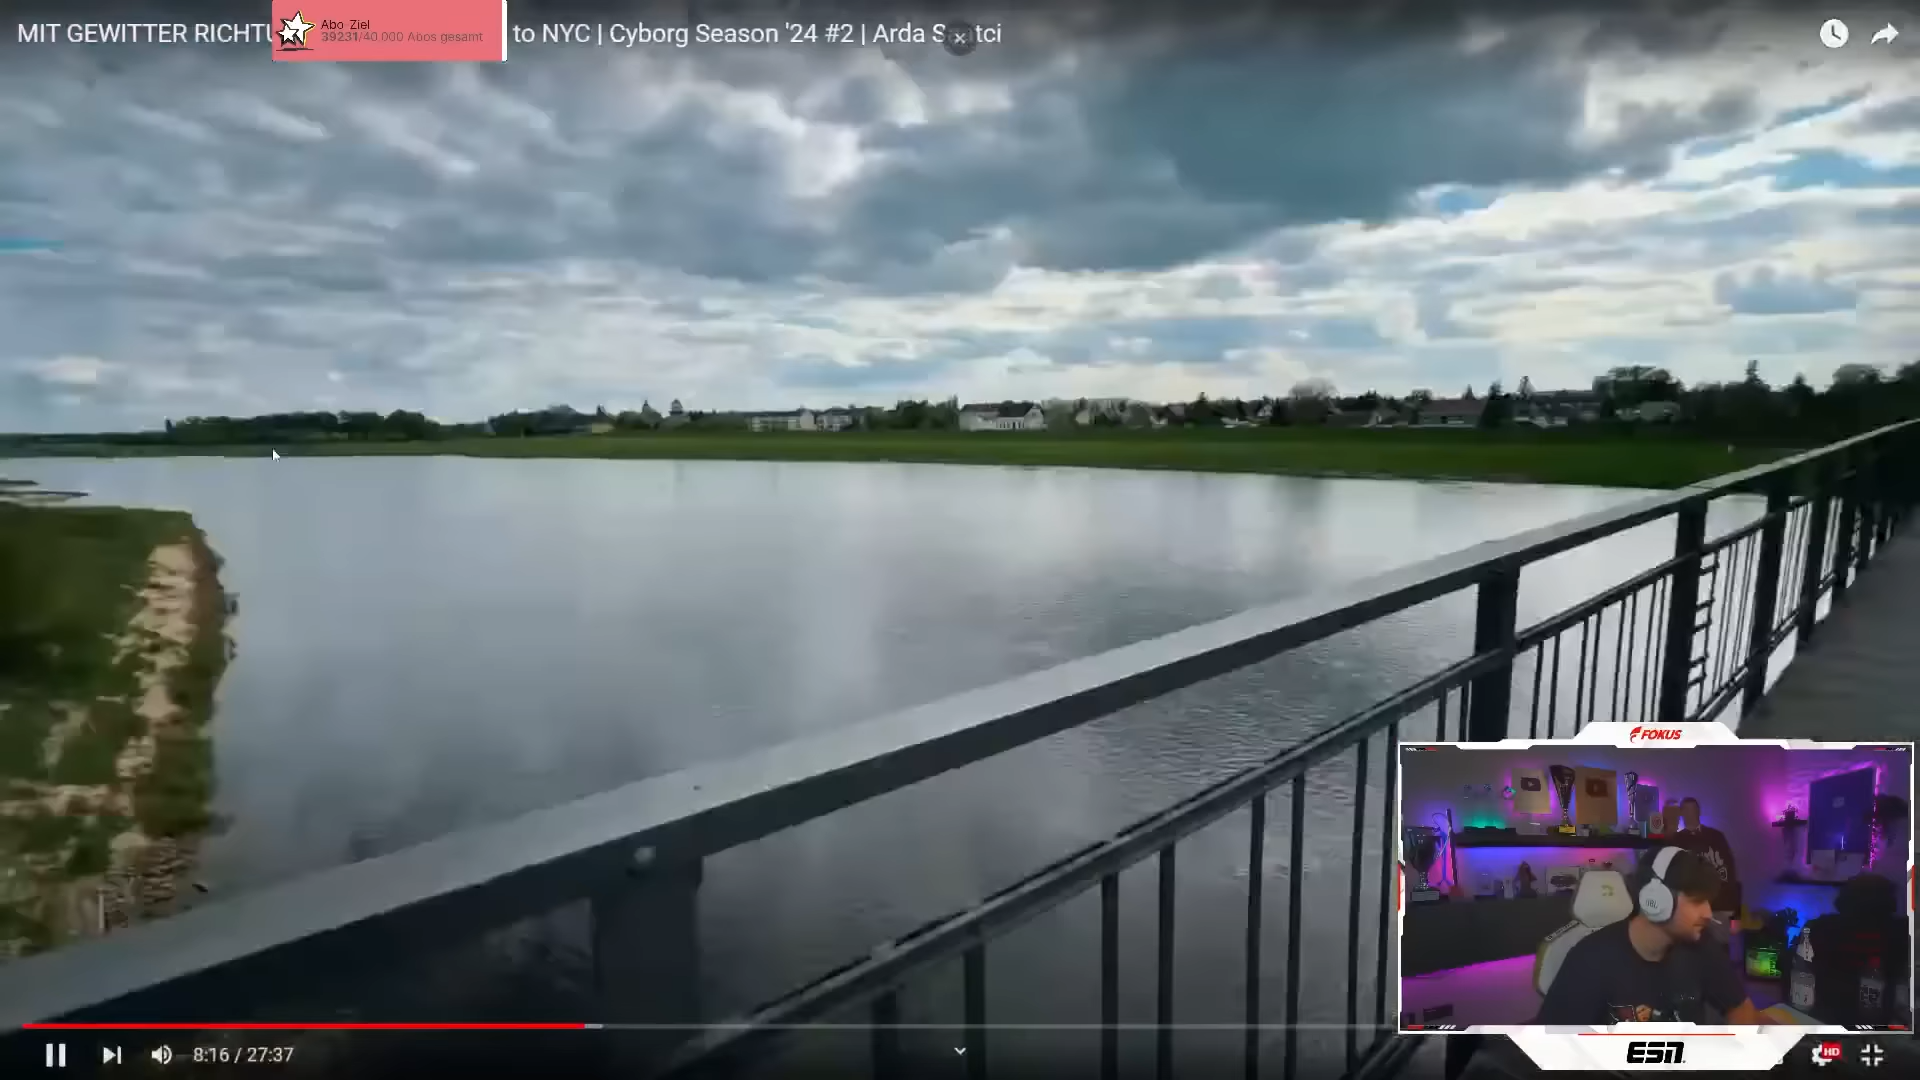 MIT GEWITTER RICHTU to NYC | Cyborg Season '24 #2 | Arda S tci
Abo Ziel
39231/40.000 Abos gesamt
FOKUS
8:16 / 27:37
ESN
HD